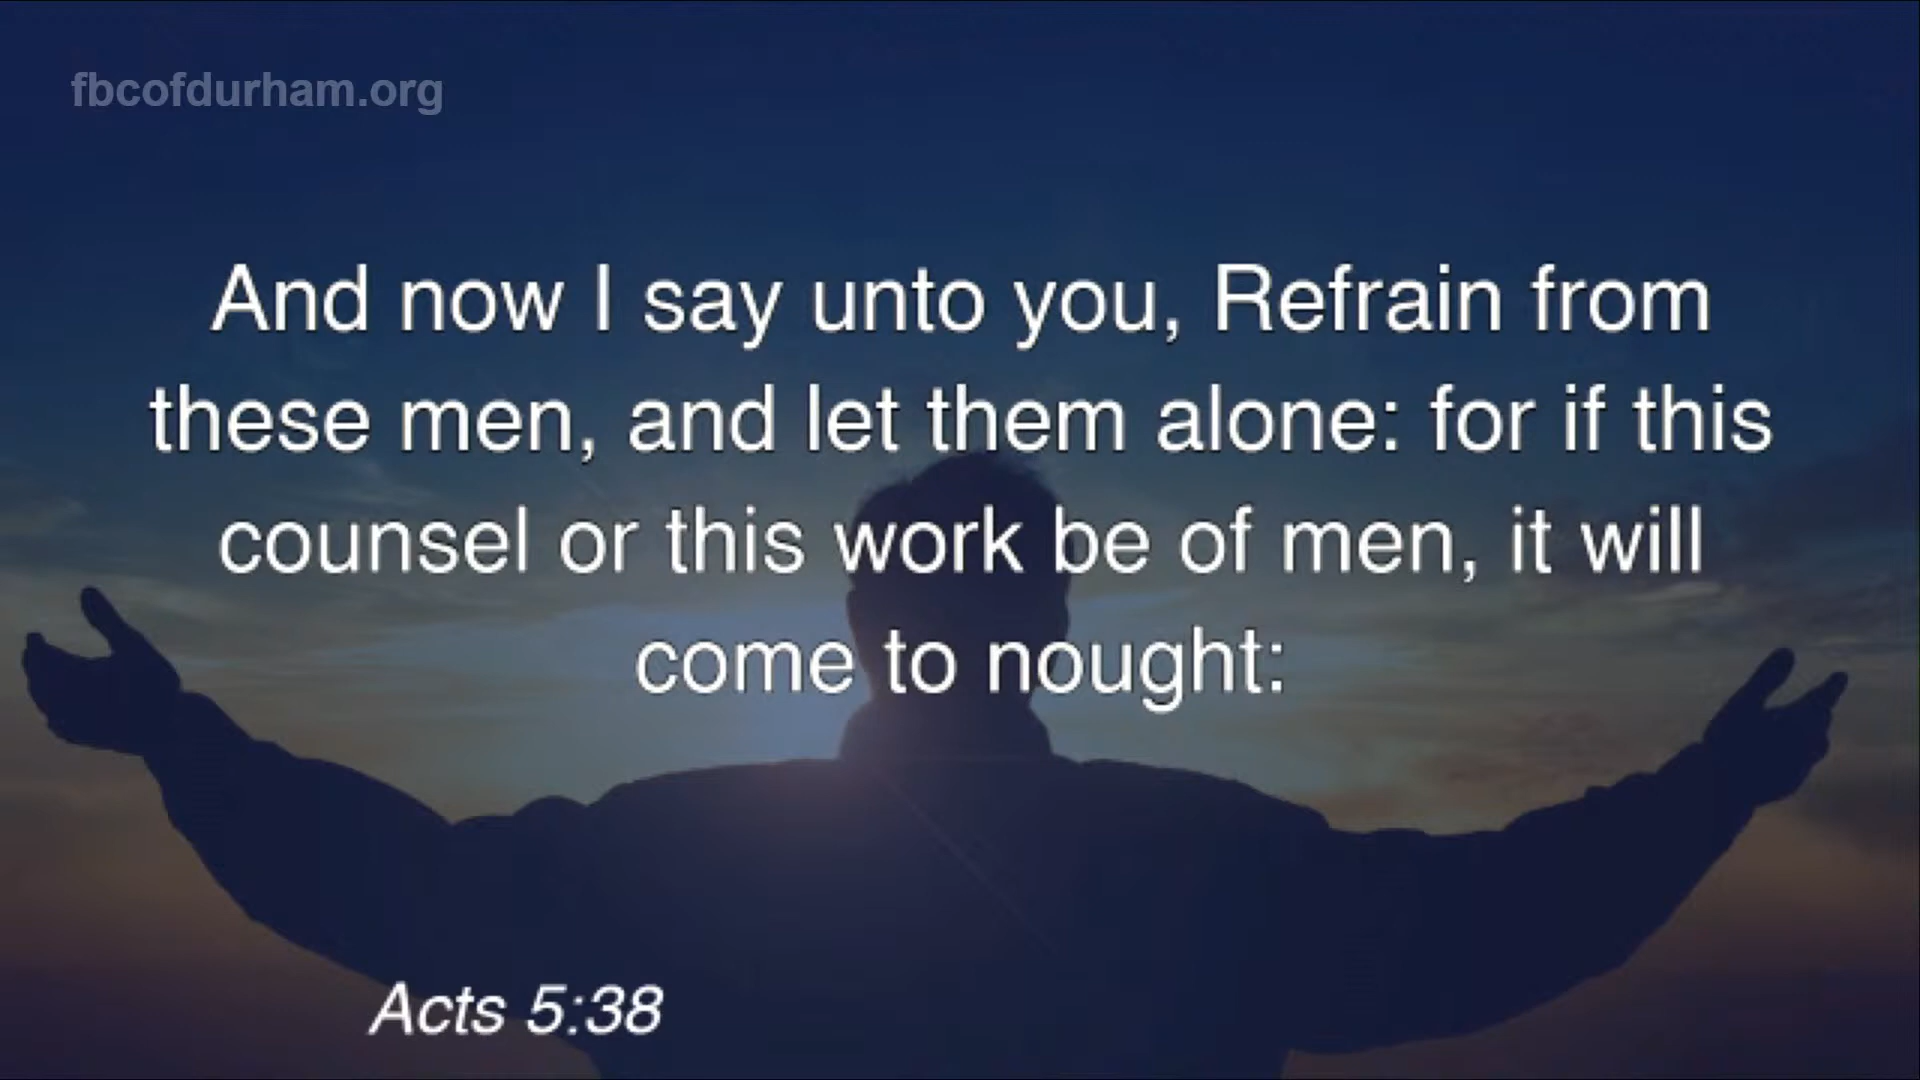 fbcofdurham.org
And now I say unto you, Refrain from
these men, and let them alone: for if this
counsel or this work be of men, it will
come to nought:
Acts 5:38